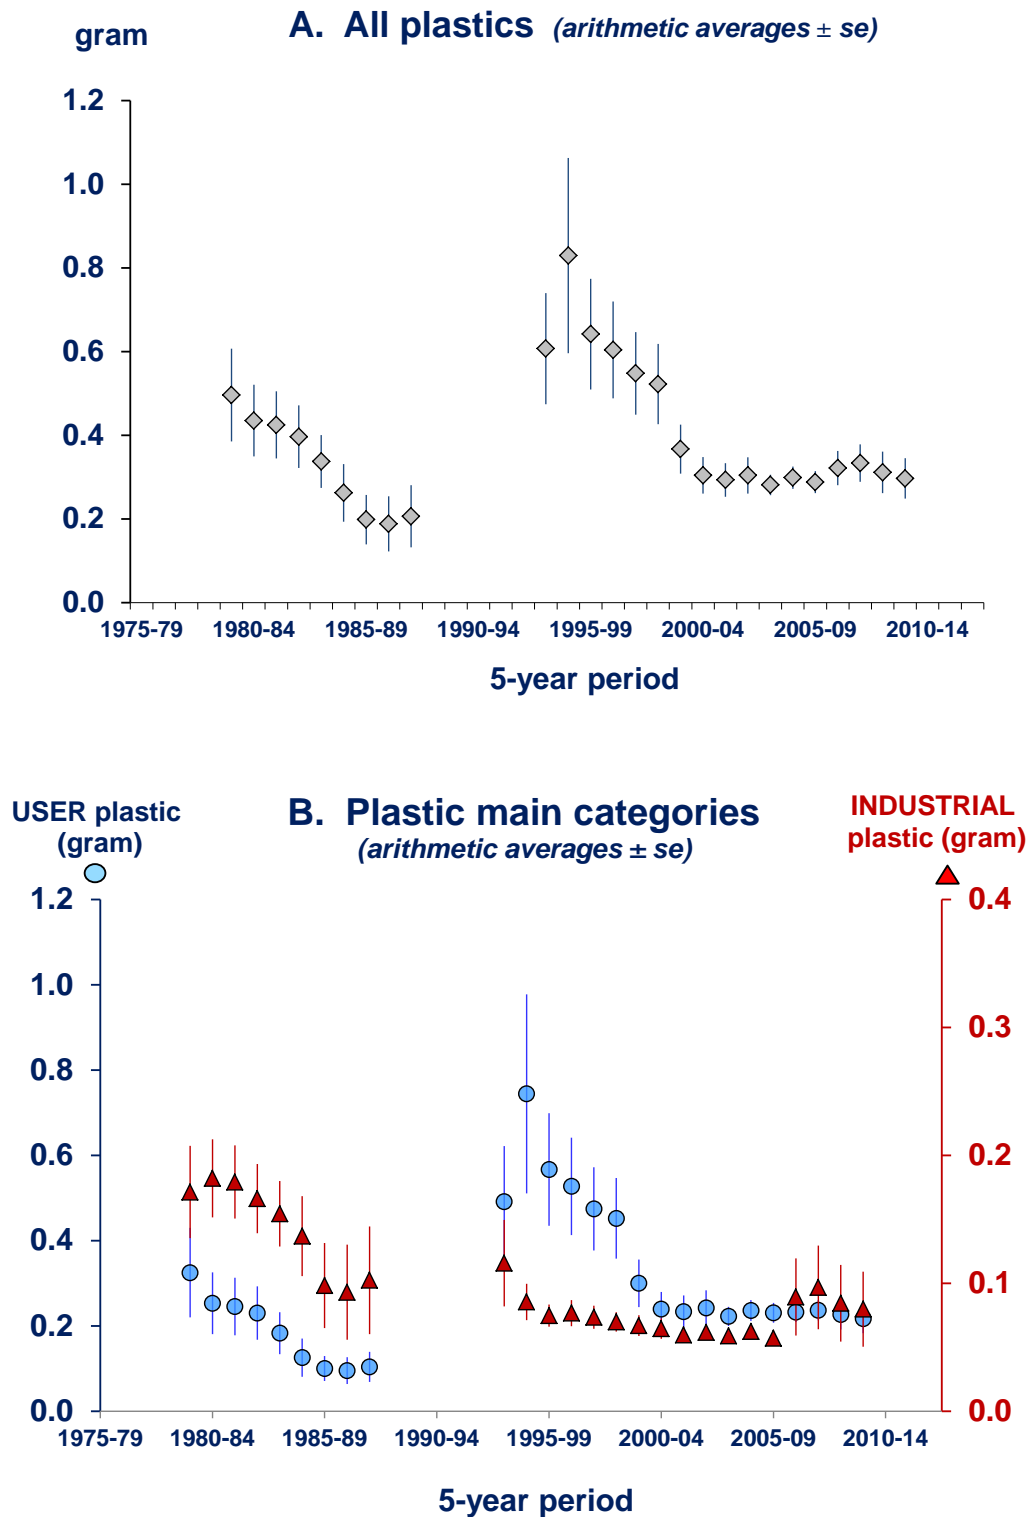 A. All plastics (arithmetic averages ± se)
gram
1.2
1.0
0.8
0.6
0.4
0.2
0.0
1975-79 1980-84 1985-89 1990-94 1995-99 2000-04 2005-09 2010-14
5-year period
USER plastic
(gram)
B. Plastic main categories
(arithmetic averages ± se)
INDUSTRIAL
plastic (gram)
1.2
1.0
0.8
0.6
0.4
0.2
0.0
0.4
0.3
0.2
0.1
0.0
1975-79 1980-84 1985-89 1990-94 1995-99 2000-04 2005-09 2010-14
5-year period